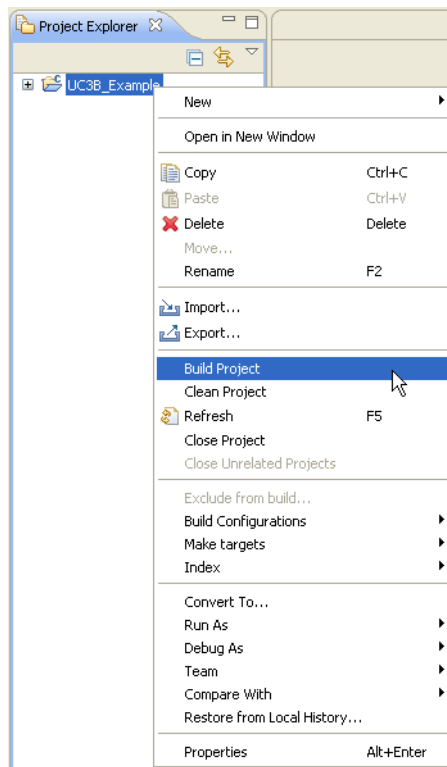 Project Explorer
UC3B_Example
New
Open in New Window
Copy Ctrl+C
Paste Ctrl+V
Delete Delete
Move...
Rename F2
Import...
Export...
Build Project
Clean Project
Refresh F5
Close Project
Close Unrelated Projects
Exclude from build...
Build Configurations
Make targets
Index
Convert To...
Run As
Debug As
Team
Compare With
Restore from Local History...
Properties Alt+Enter